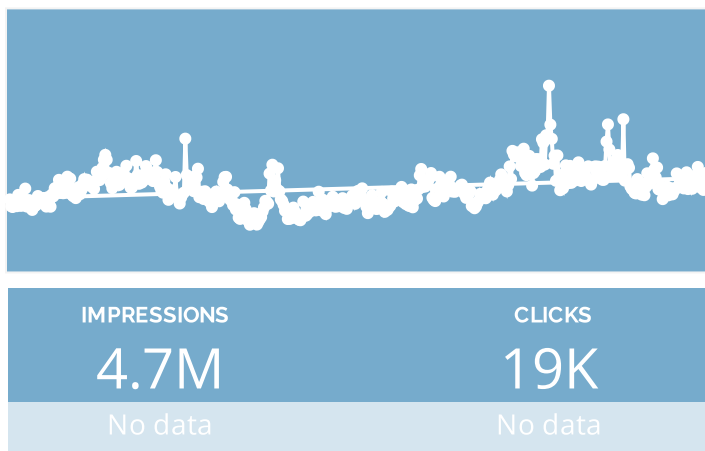 IMPRESSIONS CLICKS
4.7M 19K
No data No data